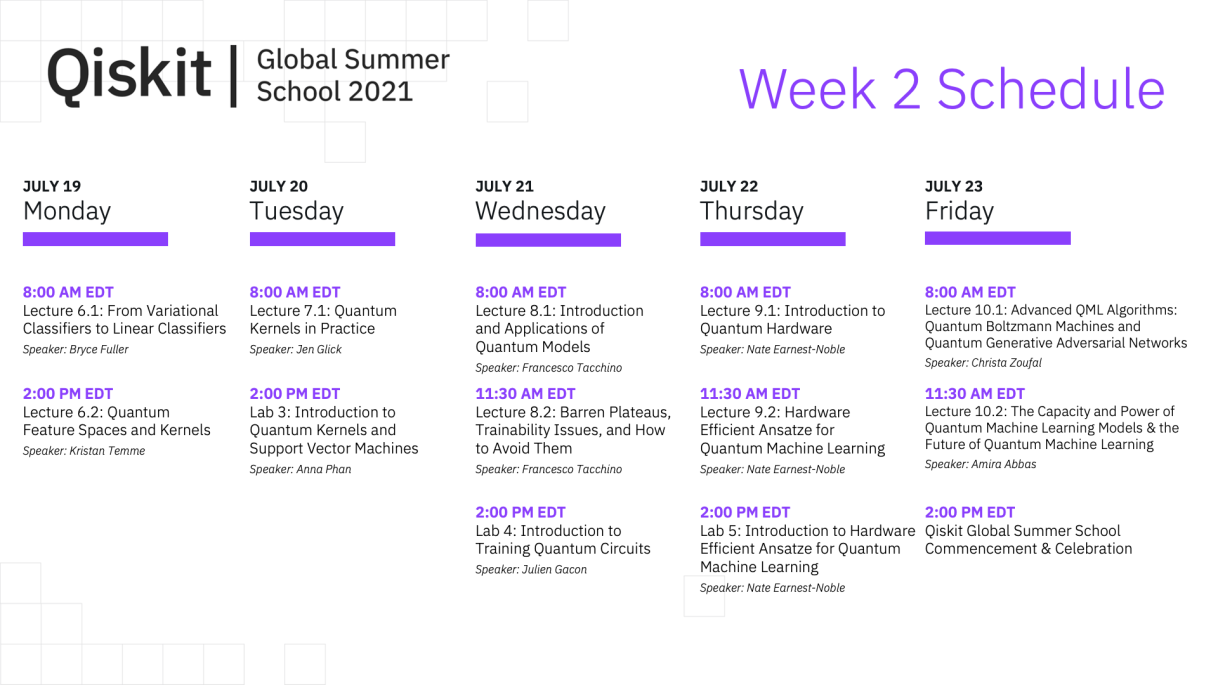 Qiskit | Global Summer
School 2021
Week 2 Schedule
JULY 19
Monday
8:00 AM EDT
Lecture 6.1: From Variational
Classifiers to Linear Classifiers
Speaker: Bryce Fuller
2:00 PM EDT
Lecture 6.2: Quantum
Feature Spaces and Kernels
Speaker: Kristan Temme
JULY 20
Tuesday
8:00 AM EDT
Lecture 7.1: Quantum
Kernels in Practice
Speaker: Jen Glick
2:00 PM EDT
Lab 3: Introduction to
Quantum Kernels and
Support Vector Machines
Speaker: Anna Phan
JULY 21
Wednesday
8:00 AM EDT
Lecture 8.1: Introduction
and Applications of
Quantum Models
Speaker: Francesco Tacchino
11:30 AM EDT
Lecture 8.2: Barren Plateaus,
Trainability Issues, and How
to Avoid Them
Speaker: Francesco Tacchino
2:00 PM EDT
Lab 4: Introduction to
Training Quantum Circuits
Speaker: Julien Gacon
JULY 22
Thursday
8:00 AM EDT
Lecture 9.1: Introduction to
Quantum Hardware
Speaker: Nate Earnest-Noble
11:30 AM EDT
Lecture 9.2: Hardware
Efficient Ansatze for
Quantum Machine Learning
Speaker: Nate Earnest-Noble
2:00 PM EDT
Lab 5: Introduction to Hardware
Efficient Ansatze for Quantum
Machine Learning
Speaker: Nate Earnest-Noble
JULY 23
Friday
8:00 AM EDT
Lecture 10.1: Advanced QML Algorithms:
Quantum Boltzmann Machines and
Quantum Generative Adversarial Networks
Speaker: Christa Zoufal
11:30 AM EDT
Lecture 10.2: The Capacity and Power of
Quantum Machine Learning Models & the
Future of Quantum Machine Learning
Speaker: Amira Abbas
2:00 PM EDT
Qiskit Global Summer School
Commencement & Celebration